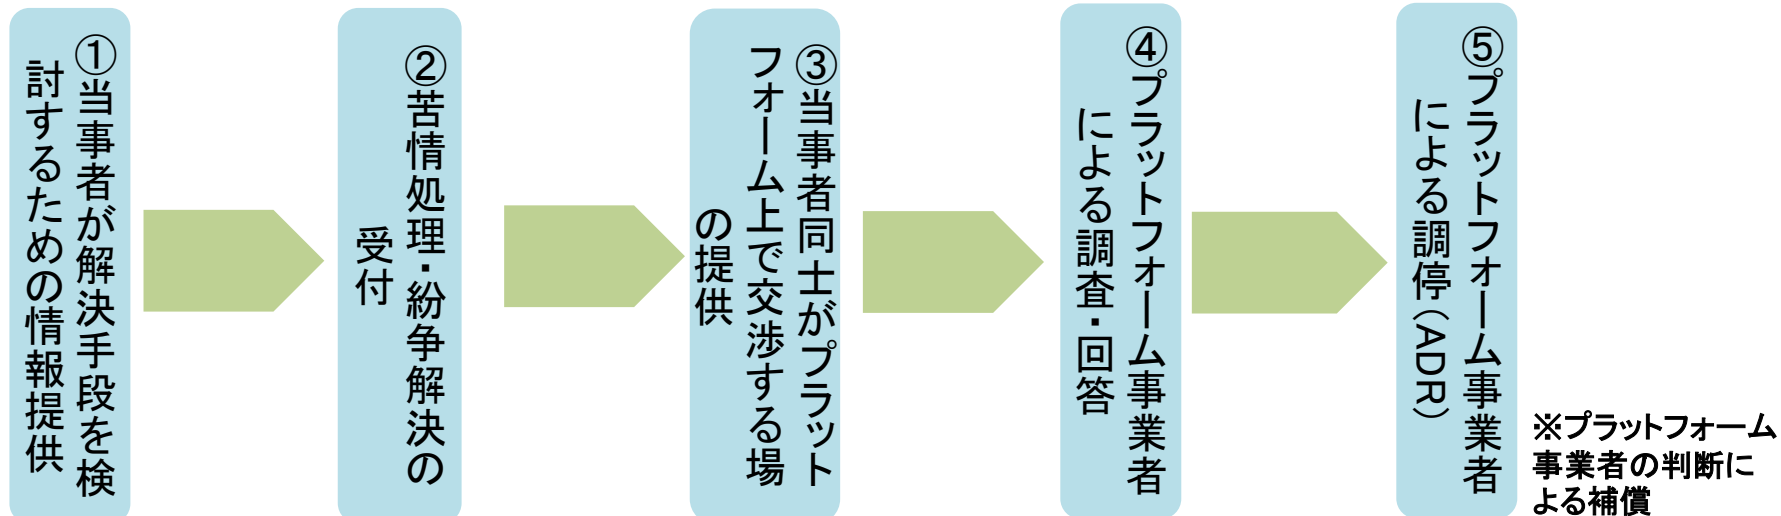 ①当事者が解決手段を検
討するための情報提供
②苦情処理・紛争解決の
受付
③当事者同士がプラット
フォーム上で交渉する場
の提供
④プラットフォーム事業者
による調査・回答
⑤プラットフォーム事業者
による調停（ADR）
※プラットフォーム
事業者の判断に
よる補償